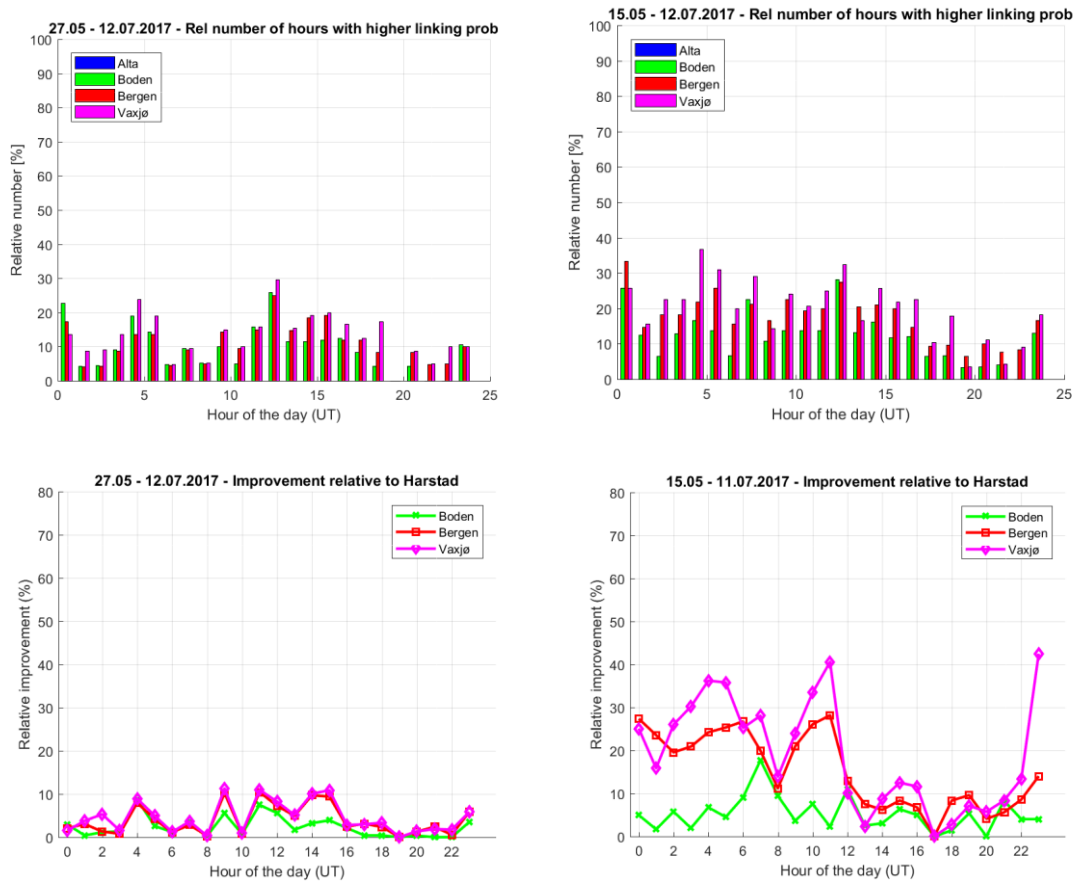 27.05 - 12.07.2017 - Rel number of hours with higher linking prob
100
90
80
70
60
50
40
30
20
10
0
Relative number [%]
Alta
Boden
Bergen
Vaxjø
0 5 10 15 20 25
Hour of the day (UT)
15.05 - 12.07.2017 - Rel number of hours with higher linking prob
100
90
80
70
60
50
40
30
20
10
0
Relative number [%]
Alta
Boden
Bergen
Vaxjø
0 5 10 15 20 25
Hour of the day (UT)
27.05 - 12.07.2017 - Improvement relative to Harstad
80
70
60
50
40
30
20
10
0
Relative improvement (%)
Boden
Bergen
Vaxjø
0 2 4 6 8 10 12 14 16 18 20 22
Hour of the day (UT)
15.05 - 11.07.2017 - Improvement relative to Harstad
80
70
60
50
40
30
20
10
0
Relative improvement (%)
Boden
Bergen
Vaxjø
0 2 4 6 8 10 12 14 16 18 20 22
Hour of the day (UT)